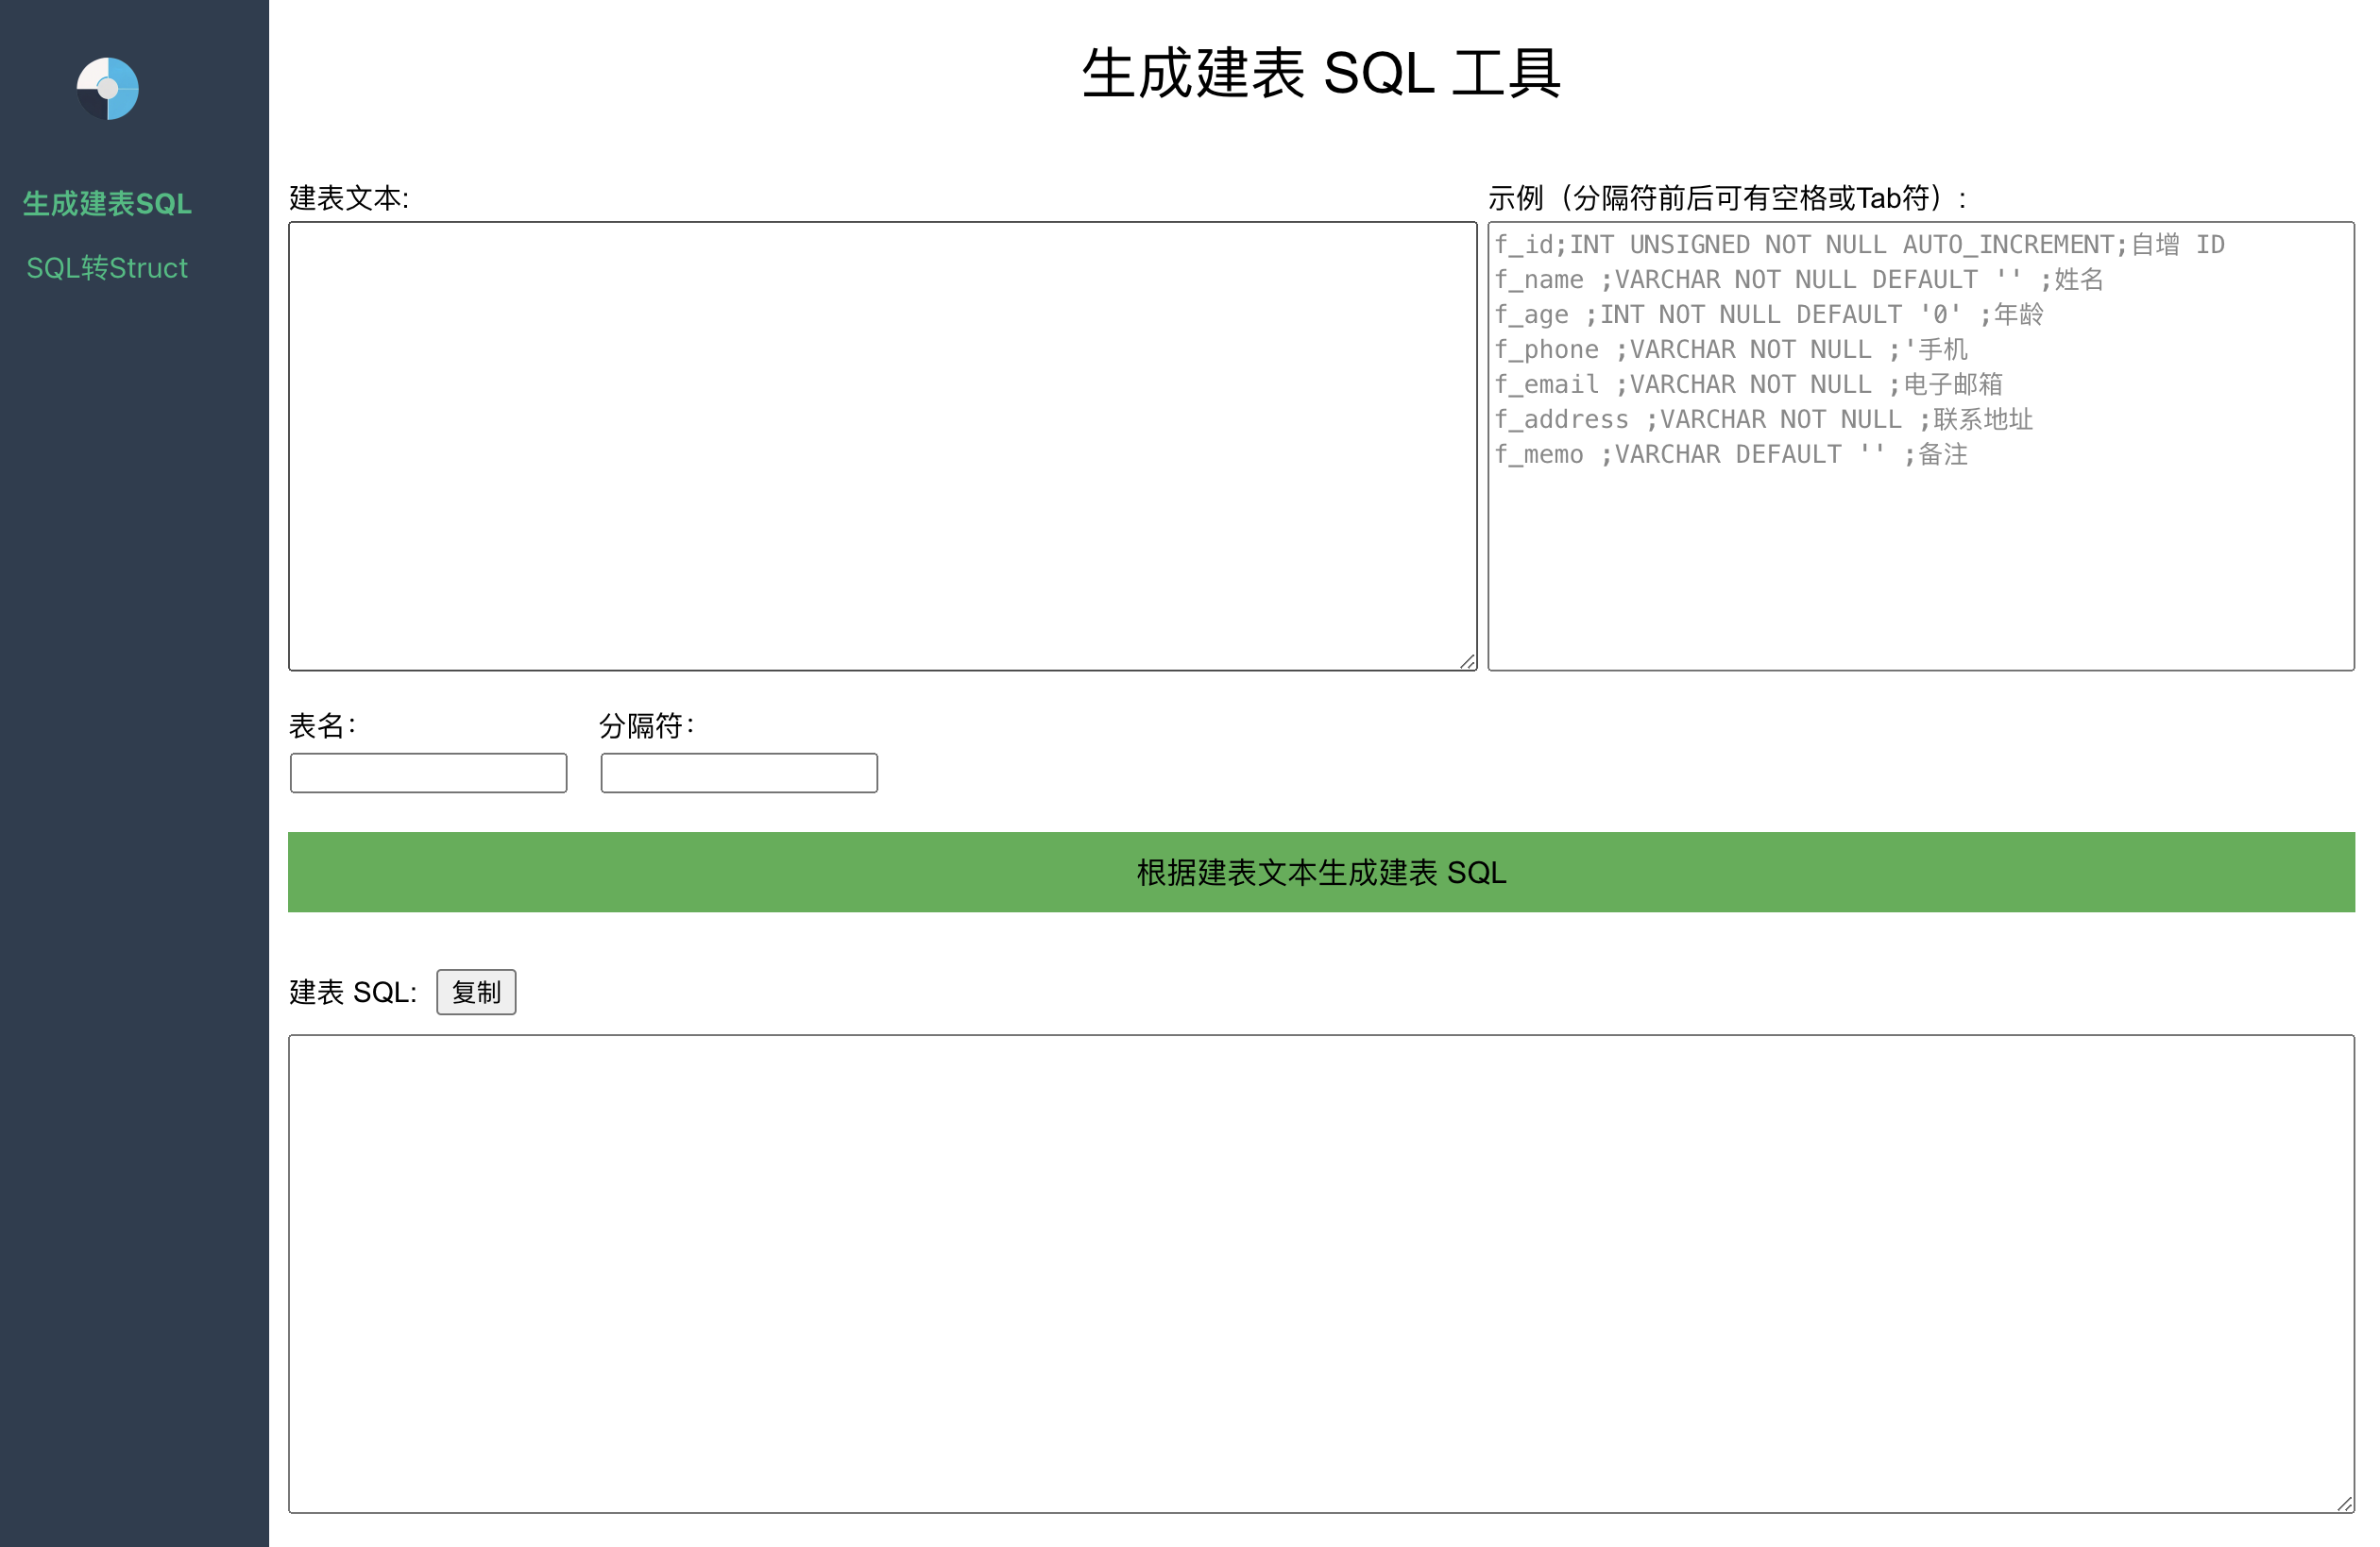 生成建表SQL
SQL转Struct
生成建表 SQL 工具
建表文本:
示例（分隔符前后可有空格或Tab符）:
f_id;INT UNSIGNED NOT NULL AUTO_INCREMENT;自增 ID
f_name ;VARCHAR NOT NULL DEFAULT '' ;姓名
f_age ;INT NOT NULL DEFAULT '0' ;年龄
f_phone ;VARCHAR NOT NULL ;'手机
f_email ;VARCHAR NOT NULL ;电子邮箱
f_address ;VARCHAR NOT NULL ;联系地址
f_memo ;VARCHAR DEFAULT '' ;备注
表名： 分隔符：
根据建表文本生成建表 SQL
建表 SQL: 复制